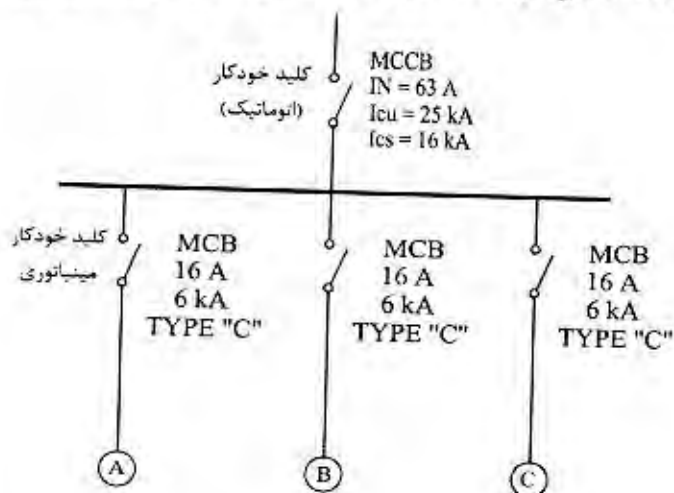 کلید خودکار
(اتوماتیک)
MCCB
IN = 63 A
Icu = 25 kA
Ics = 16 kA
کلید خودکار
مینیاتوری
MCB
16 A
6 kA
TYPE "C"
MCB
16 A
6 kA
TYPE "C"
MCB
16 A
6 kA
TYPE "C"
A
B
C